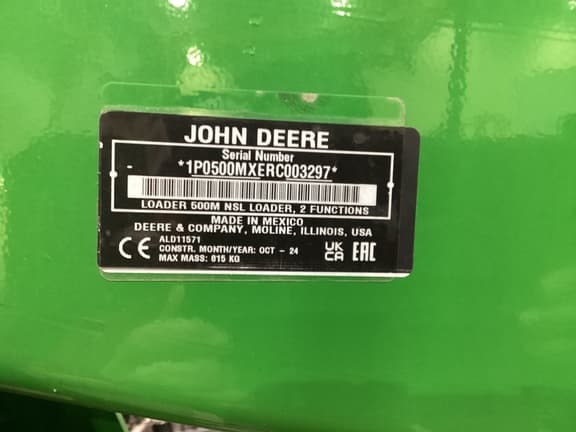 JOHN DEERE
Serial Number
*1P0500MXERC003297*
LOADER 500M NSL LOADER, 2 FUNCTIONS
MADE IN MEXICO
DEERE & COMPANY, MOLINE, ILLINOIS, USA
CE ALD11571
CONSTR. MONTH/YEAR: OCT - 24
MAX MASS: 815 KG
UK
CA EAC